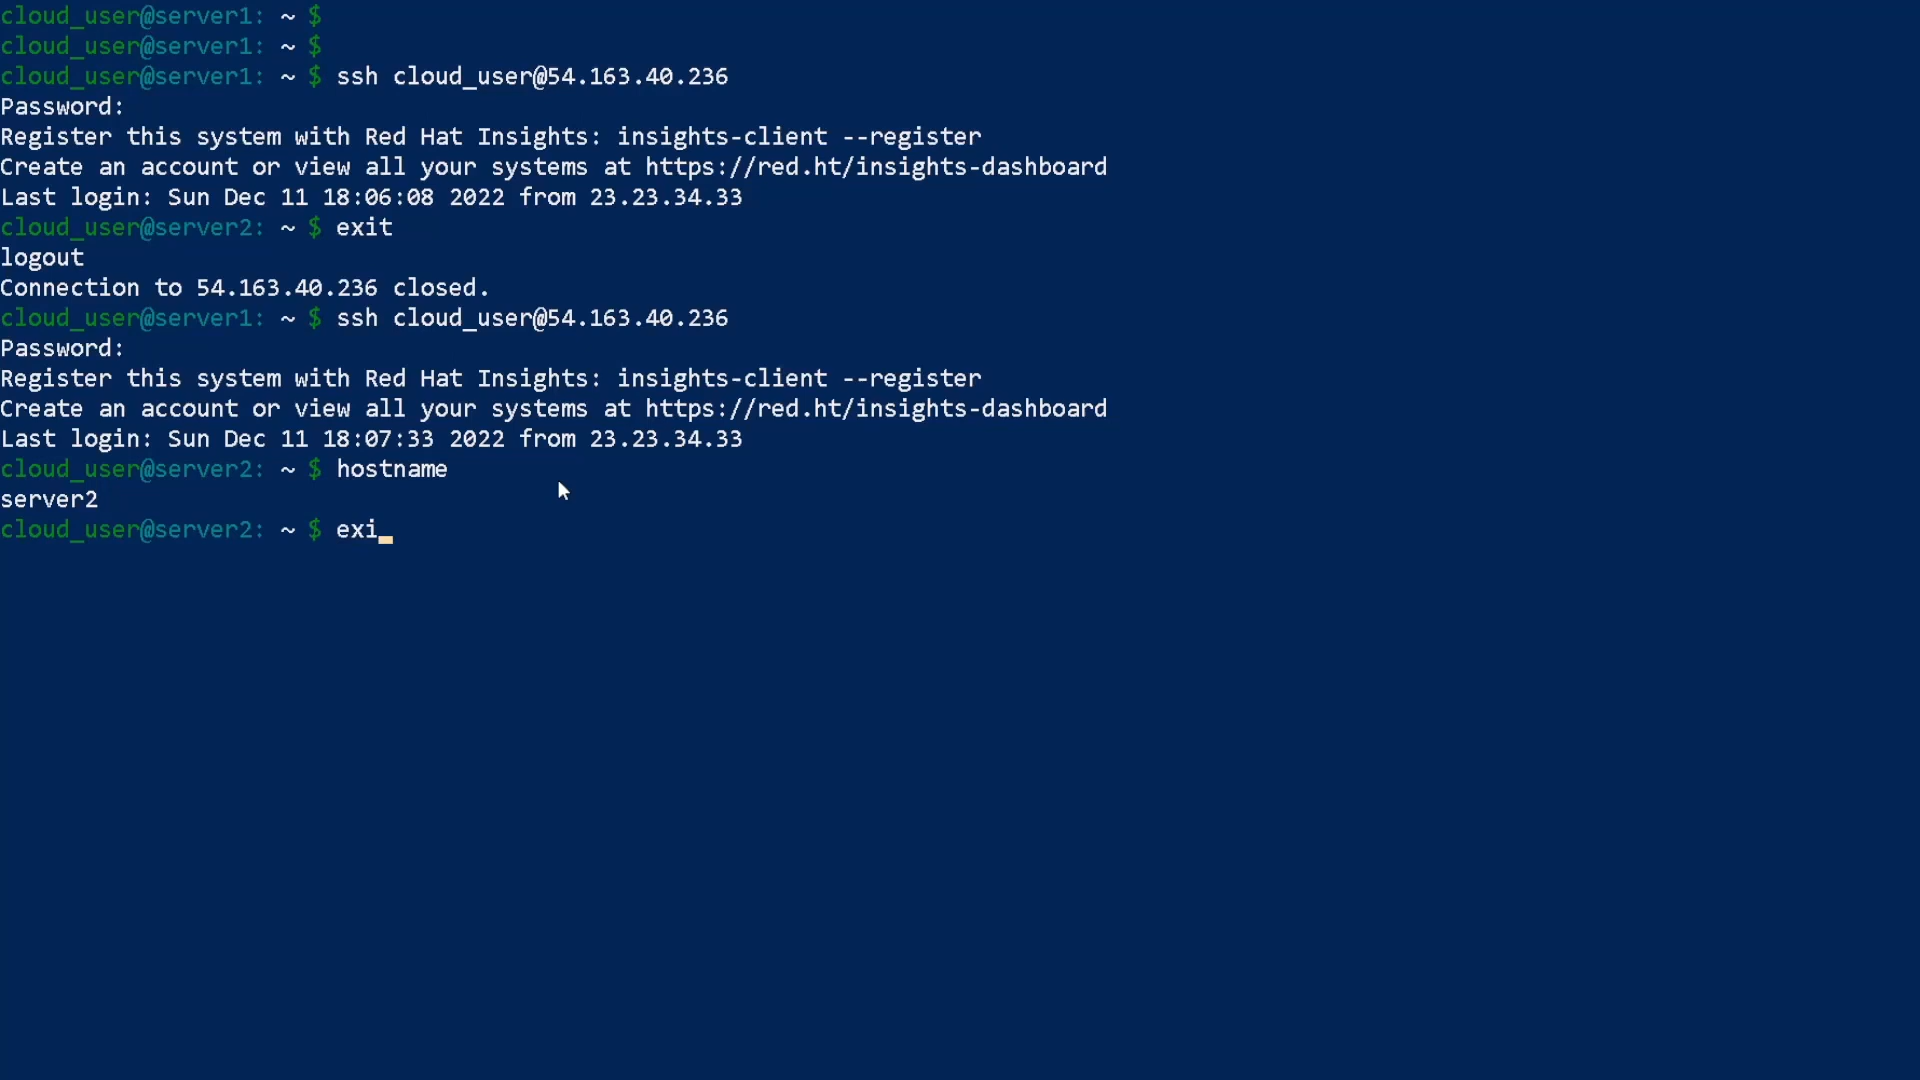 cloud_user@server1: ~ $
cloud_user@server1: ~ $
cloud_user@server1: ~ $ ssh cloud_user@54.163.40.236
Password:
Register this system with Red Hat Insights: insights-client --register
Create an account or view all your systems at https://red.ht/insights-dashboard
Last login: Sun Dec 11 18:06:08 2022 from 23.23.34.33
cloud_user@server2: ~ $ exit
logout
Connection to 54.163.40.236 closed.
cloud_user@server1: ~ $ ssh cloud_user@54.163.40.236
Password:
Register this system with Red Hat Insights: insights-client --register
Create an account or view all your systems at https://red.ht/insights-dashboard
Last login: Sun Dec 11 18:07:33 2022 from 23.23.34.33
cloud_user@server2: ~ $ hostname
server2
cloud_user@server2: ~ $ exi